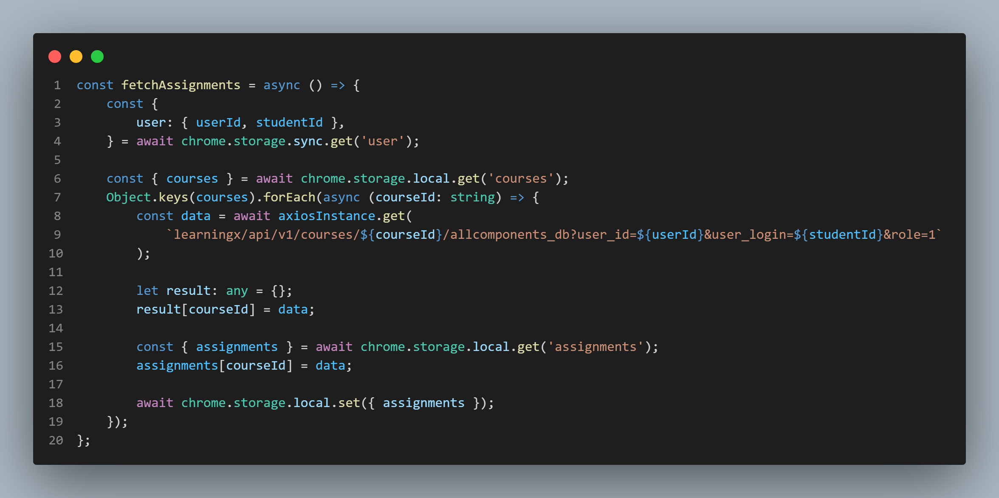 1 const fetchAssignments = async () => {
2     const {
3         user: { userId, studentId },
4     } = await chrome.storage.sync.get('user');
5
6     const { courses } = await chrome.storage.local.get('courses');
7     Object.keys(courses).forEach(async (courseId: string) => {
8         const data = await axiosInstance.get(
9             `learningx/api/v1/courses/${courseId}/allcomponents_db?user_id=${userId}&user_login=${studentId}&role=1`
10         );
11
12         let result: any = {};
13         result[courseId] = data;
14
15         const { assignments } = await chrome.storage.local.get('assignments');
16         assignments[courseId] = data;
17
18         await chrome.storage.local.set({ assignments });
19     });
20 };